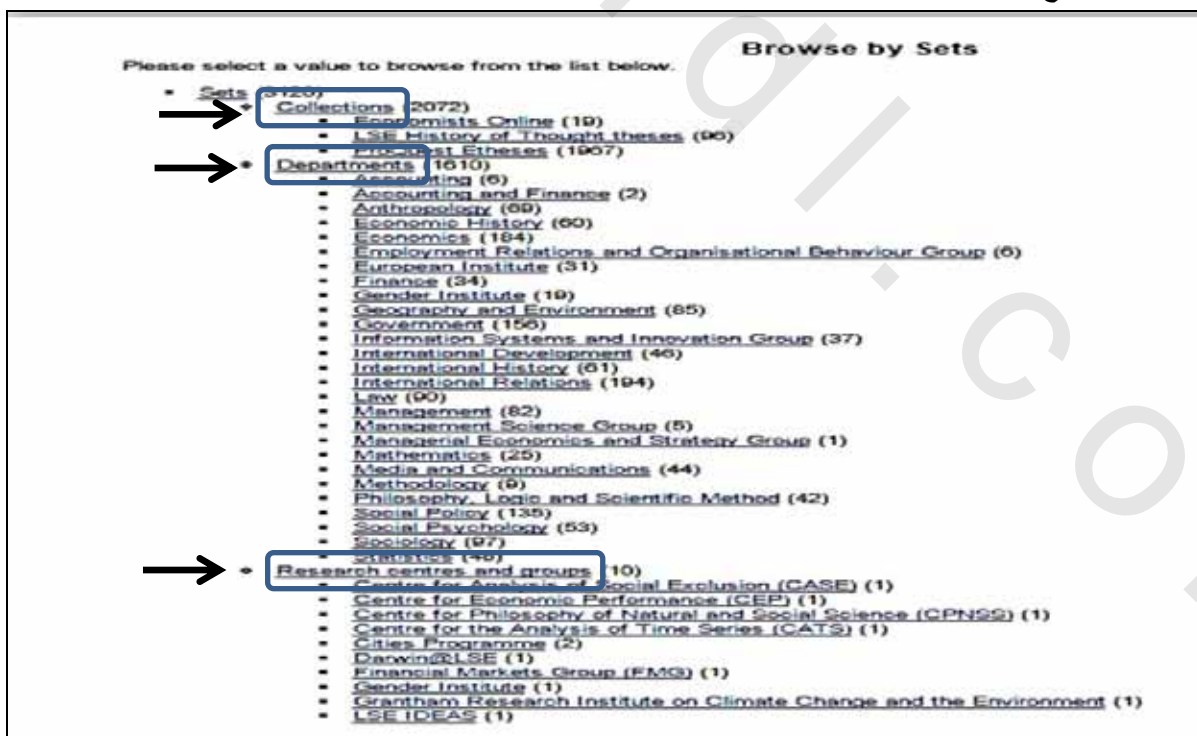 Browse by Sets
Please select a value to browse from the list below.
Sets (3120)
Collections (2072)
Economists Online (19)
LSE History of Thought theses (96)
ProQuest Etheses (1967)
Departments (1610)
Accounting (6)
Accounting and Finance (2)
Anthropology (69)
Economic History (60)
Economics (184)
Employment Relations and Organisational Behaviour Group (6)
European Institute (31)
Finance (34)
Gender Institute (19)
Geography and Environment (85)
Government (156)
Information Systems and Innovation Group (37)
International Development (46)
International History (61)
International Relations (194)
Law (90)
Management (82)
Management Science Group (5)
Managerial Economics and Strategy Group (1)
Mathematics (25)
Media and Communications (44)
Methodology (9)
Philosophy, Logic and Scientific Method (42)
Social Policy (135)
Social Psychology (53)
Sociology (97)
Statistics (48)
Research centres and groups (10)
Centre for Analysis of Social Exclusion (CASE) (1)
Centre for Economic Performance (CEP) (1)
Centre for Philosophy of Natural and Social Science (CPNSS) (1)
Centre for the Analysis of Time Series (CATS) (1)
Cities Programme (2)
Darwin@LSE (1)
Financial Markets Group (FMG) (1)
Gender Institute (1)
Grantham Research Institute on Climate Change and the Environment (1)
LSE IDEAS (1)